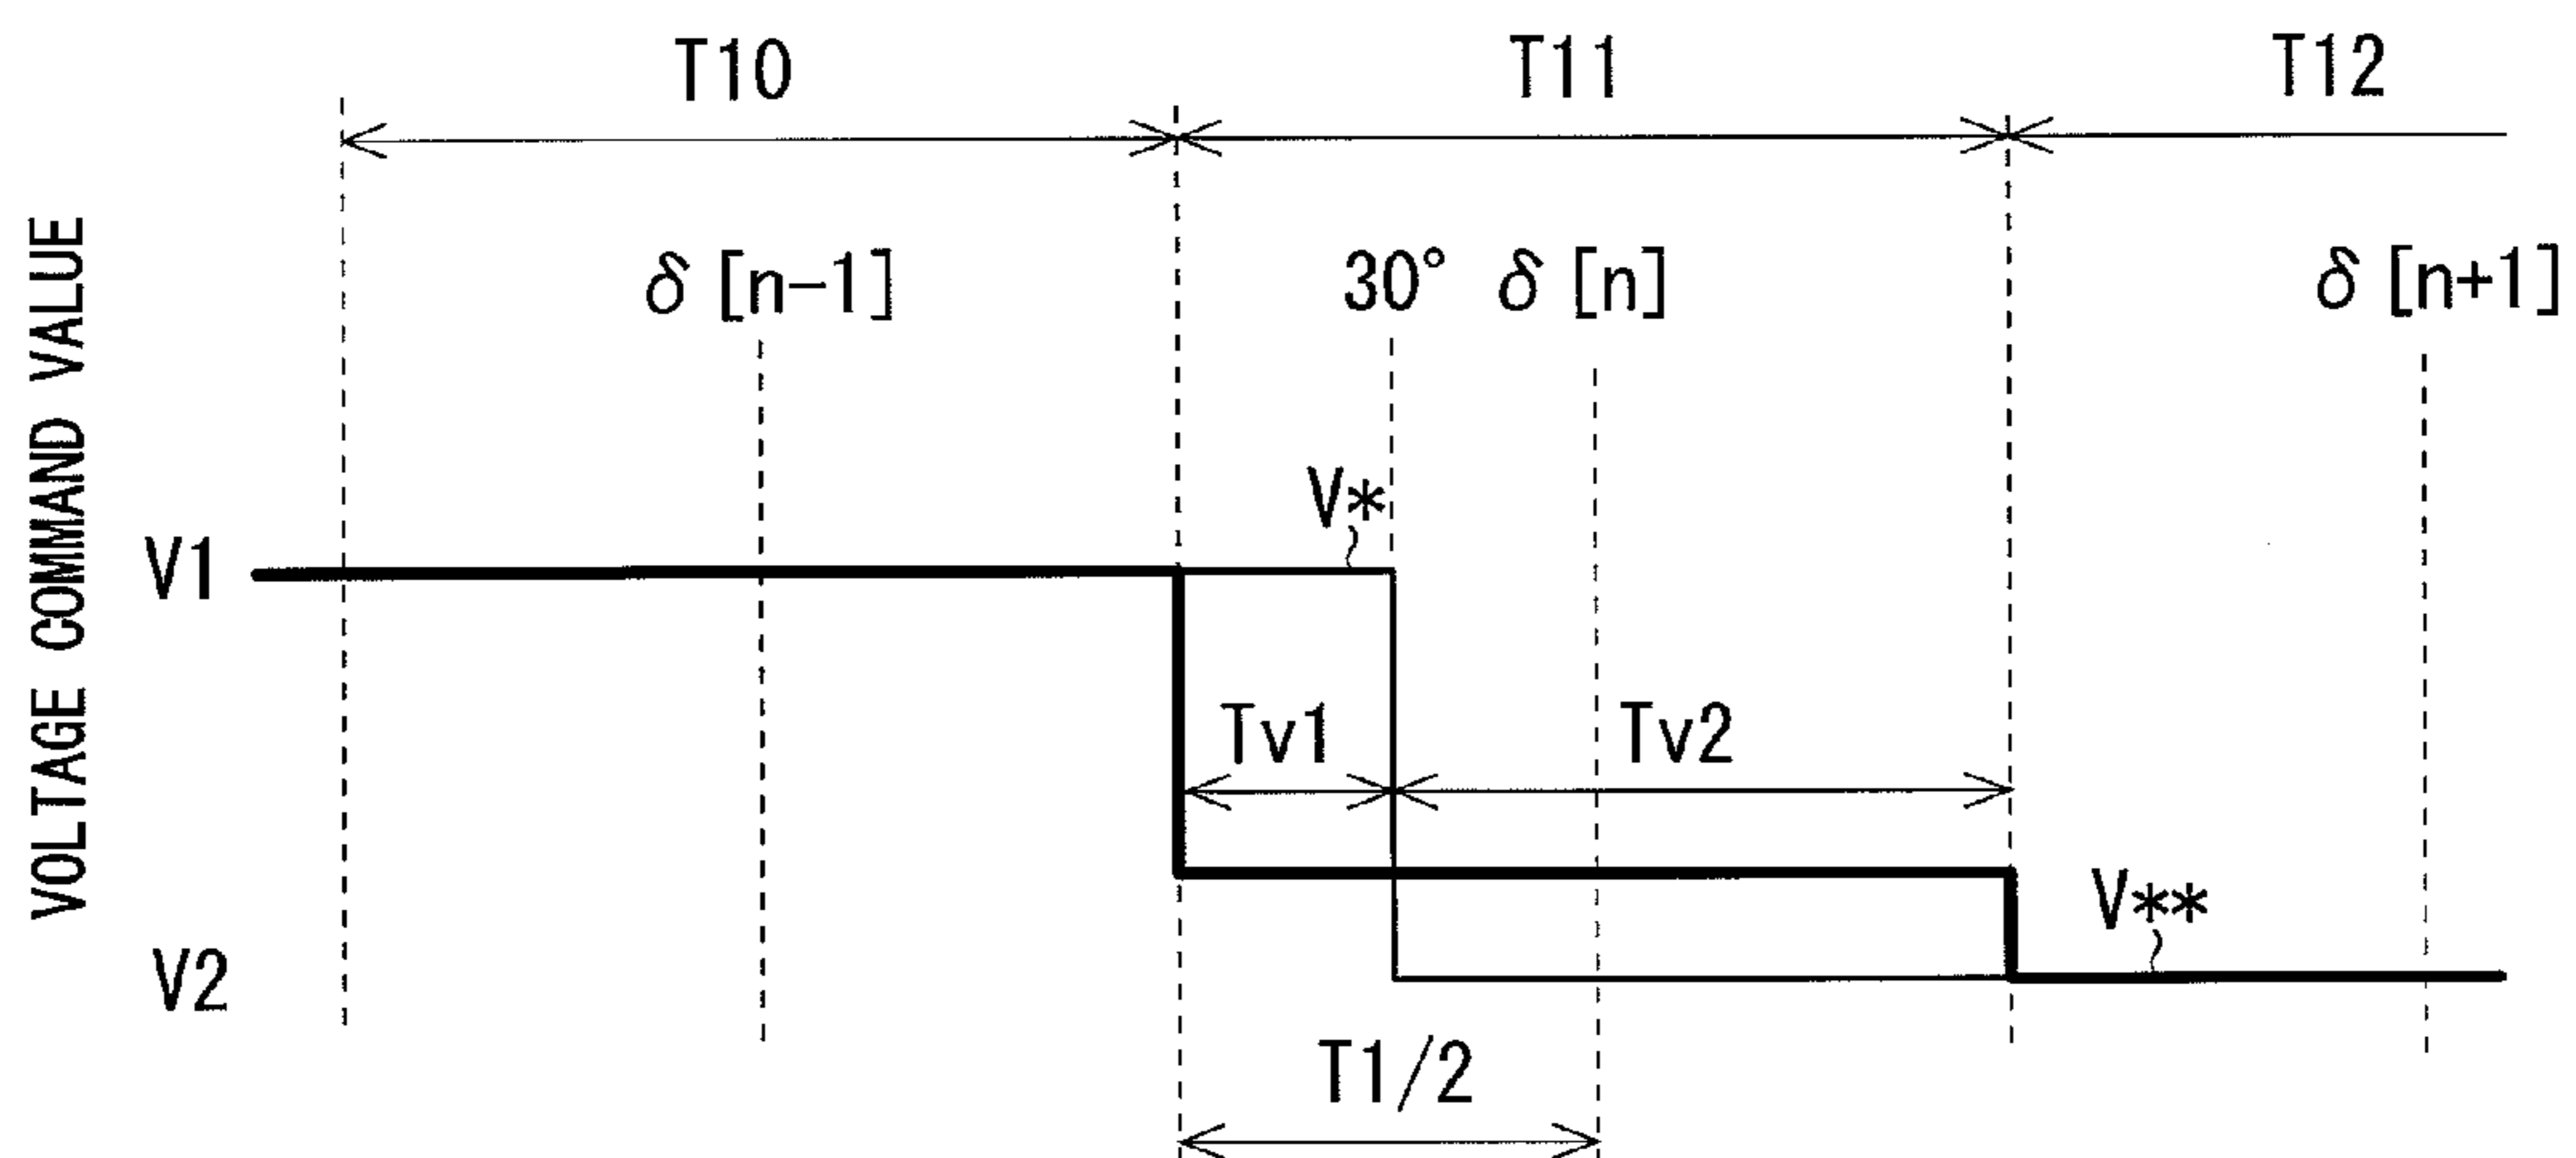 T10 T11 T12
δ [n-1] 30° δ [n] δ [n+1]
VOLTAGE COMMAND VALUE
V*
V1
Tv1 Tv2
V**
V2
T1/2